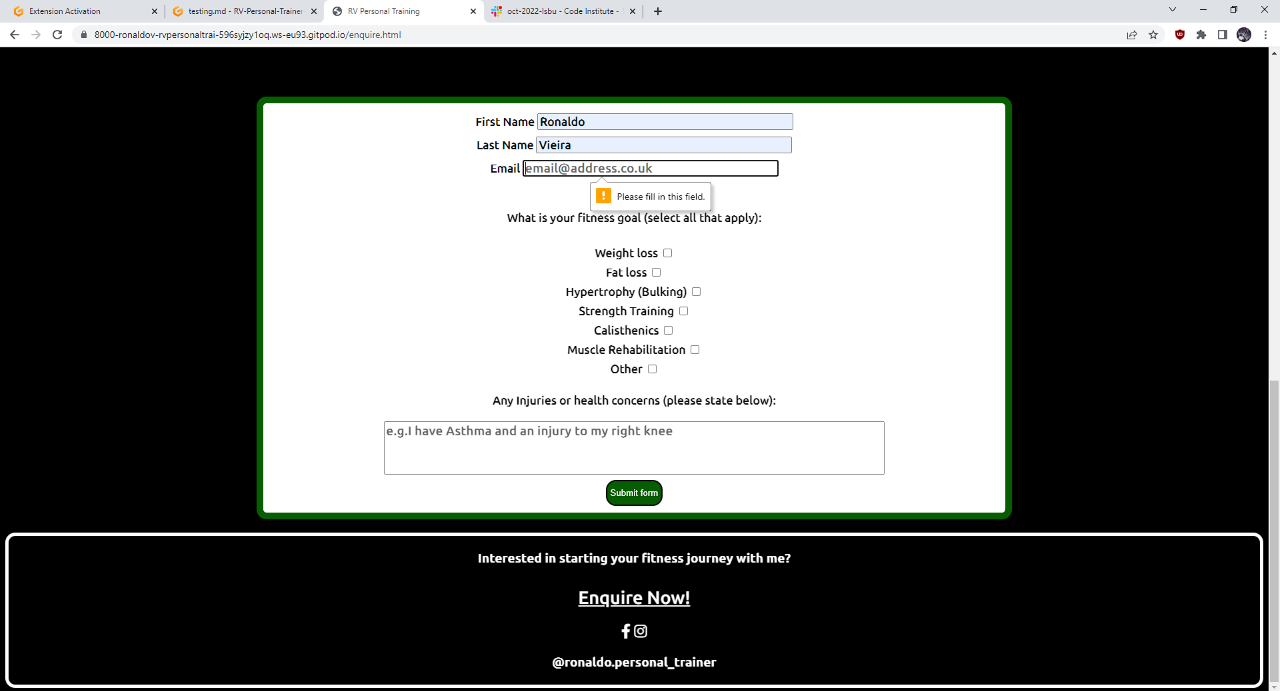 Extension Activation
testing.md - RV-Personal-Trainer
RV Personal Training
oct-2022-lsbu - Code Institute -
8000-ronaldov-rvpersonaltrai-596syjzy1oq.ws-eu93.gitpod.io/enquire.html
First Name Ronaldo
Last Name Vieira
Email email@address.co.uk
Please fill in this field.
What is your fitness goal (select all that apply):
Weight loss
Fat loss
Hypertrophy (Bulking)
Strength Training
Calisthenics
Muscle Rehabilitation
Other
Any Injuries or health concerns (please state below):
e.g.I have Asthma and an injury to my right knee
Submit form
Interested in starting your fitness journey with me?
Enquire Now!
@ronaldo.personal_trainer